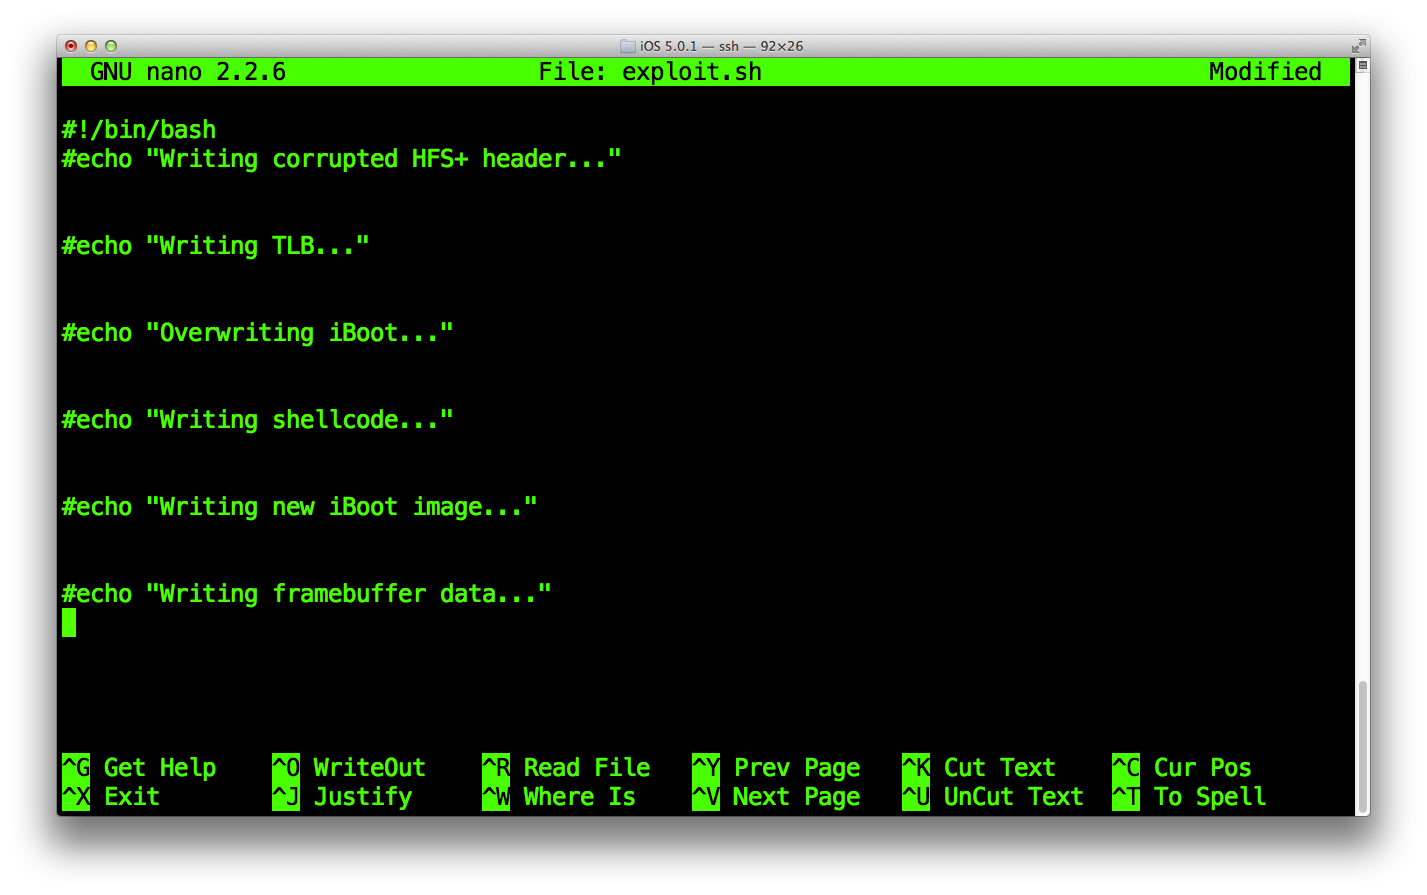 iOS 5.0.1 — ssh — 92×26
GNU nano 2.2.6 File: exploit.sh Modified
#!/bin/bash
#echo "Writing corrupted HFS+ header..."
#echo "Writing TLB..."
#echo "Overwriting iBoot..."
#echo "Writing shellcode..."
#echo "Writing new iBoot image..."
#echo "Writing framebuffer data..."
^G Get Help ^O WriteOut ^R Read File ^Y Prev Page ^K Cut Text ^C Cur Pos
^X Exit ^J Justify ^W Where Is ^V Next Page ^U UnCut Text ^T To Spell